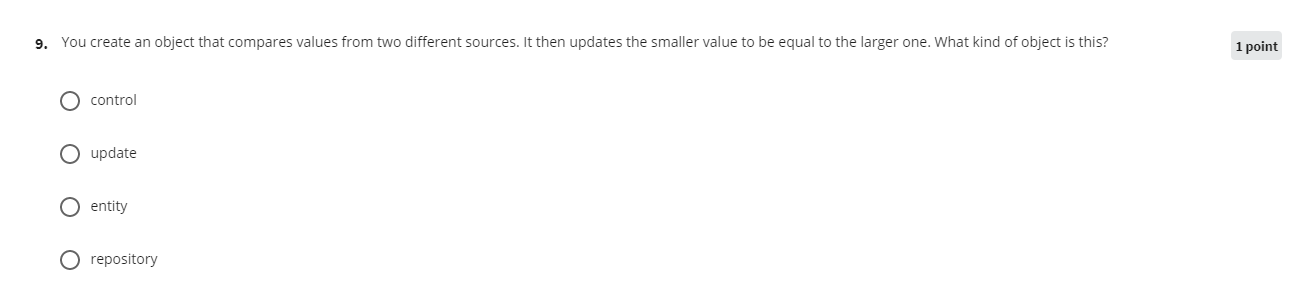 9. You create an object that compares values from two different sources. It then updates the smaller value to be equal to the larger one. What kind of object is this?
1 point
control
update
entity
repository